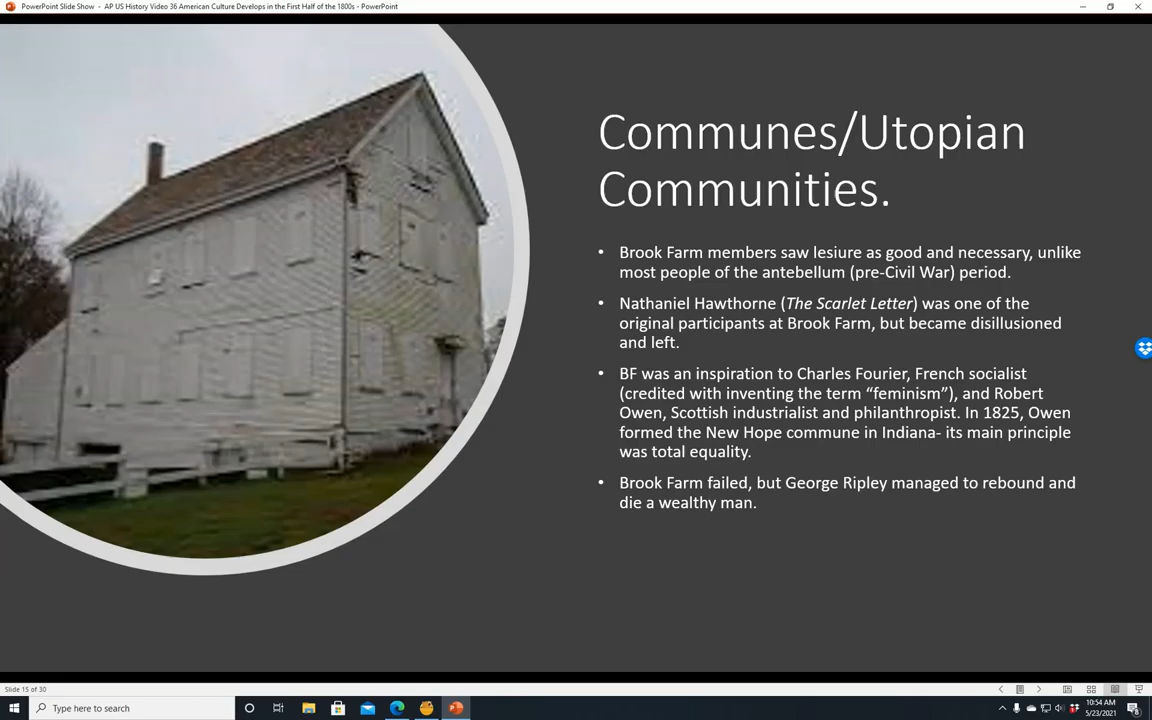 PowerPoint Slide Show - AP US History Video 36 American Culture Develops in the First Half of the 1800s - PowerPoint
Communes/Utopian
Communities.
• Brook Farm members saw lesiure as good and necessary, unlike
most people of the antebellum (pre-Civil War) period.
• Nathaniel Hawthorne (The Scarlet Letter) was one of the
original participants at Brook Farm, but became disillusioned
and left.
• BF was an inspiration to Charles Fourier, French socialist
(credited with inventing the term “feminism”), and Robert
Owen, Scottish industrialist and philanthropist. In 1825, Owen
formed the New Hope commune in Indiana- its main principle
was total equality.
• Brook Farm failed, but George Ripley managed to rebound and
die a wealthy man.
Slide 15 of 30
Type here to search
10:54 AM
5/23/2021